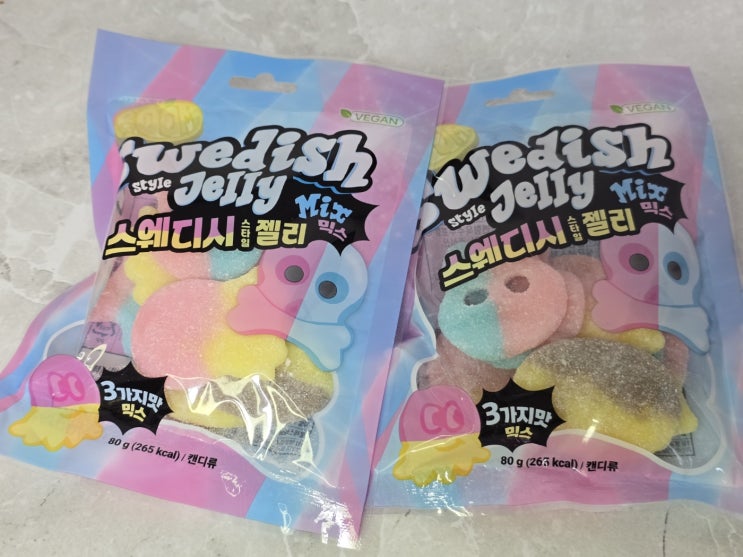 VEGAN
Swedish
style Jelly
Mix
믹스
스웨디시 스타일 젤리
3가지맛
믹스
80 g (265 kcal) / 캔디류
VEGAN
Swedish
style Jelly
Mix
믹스
스웨디시 스타일 젤리
3가지맛
믹스
80 g (265 kcal) / 캔디류